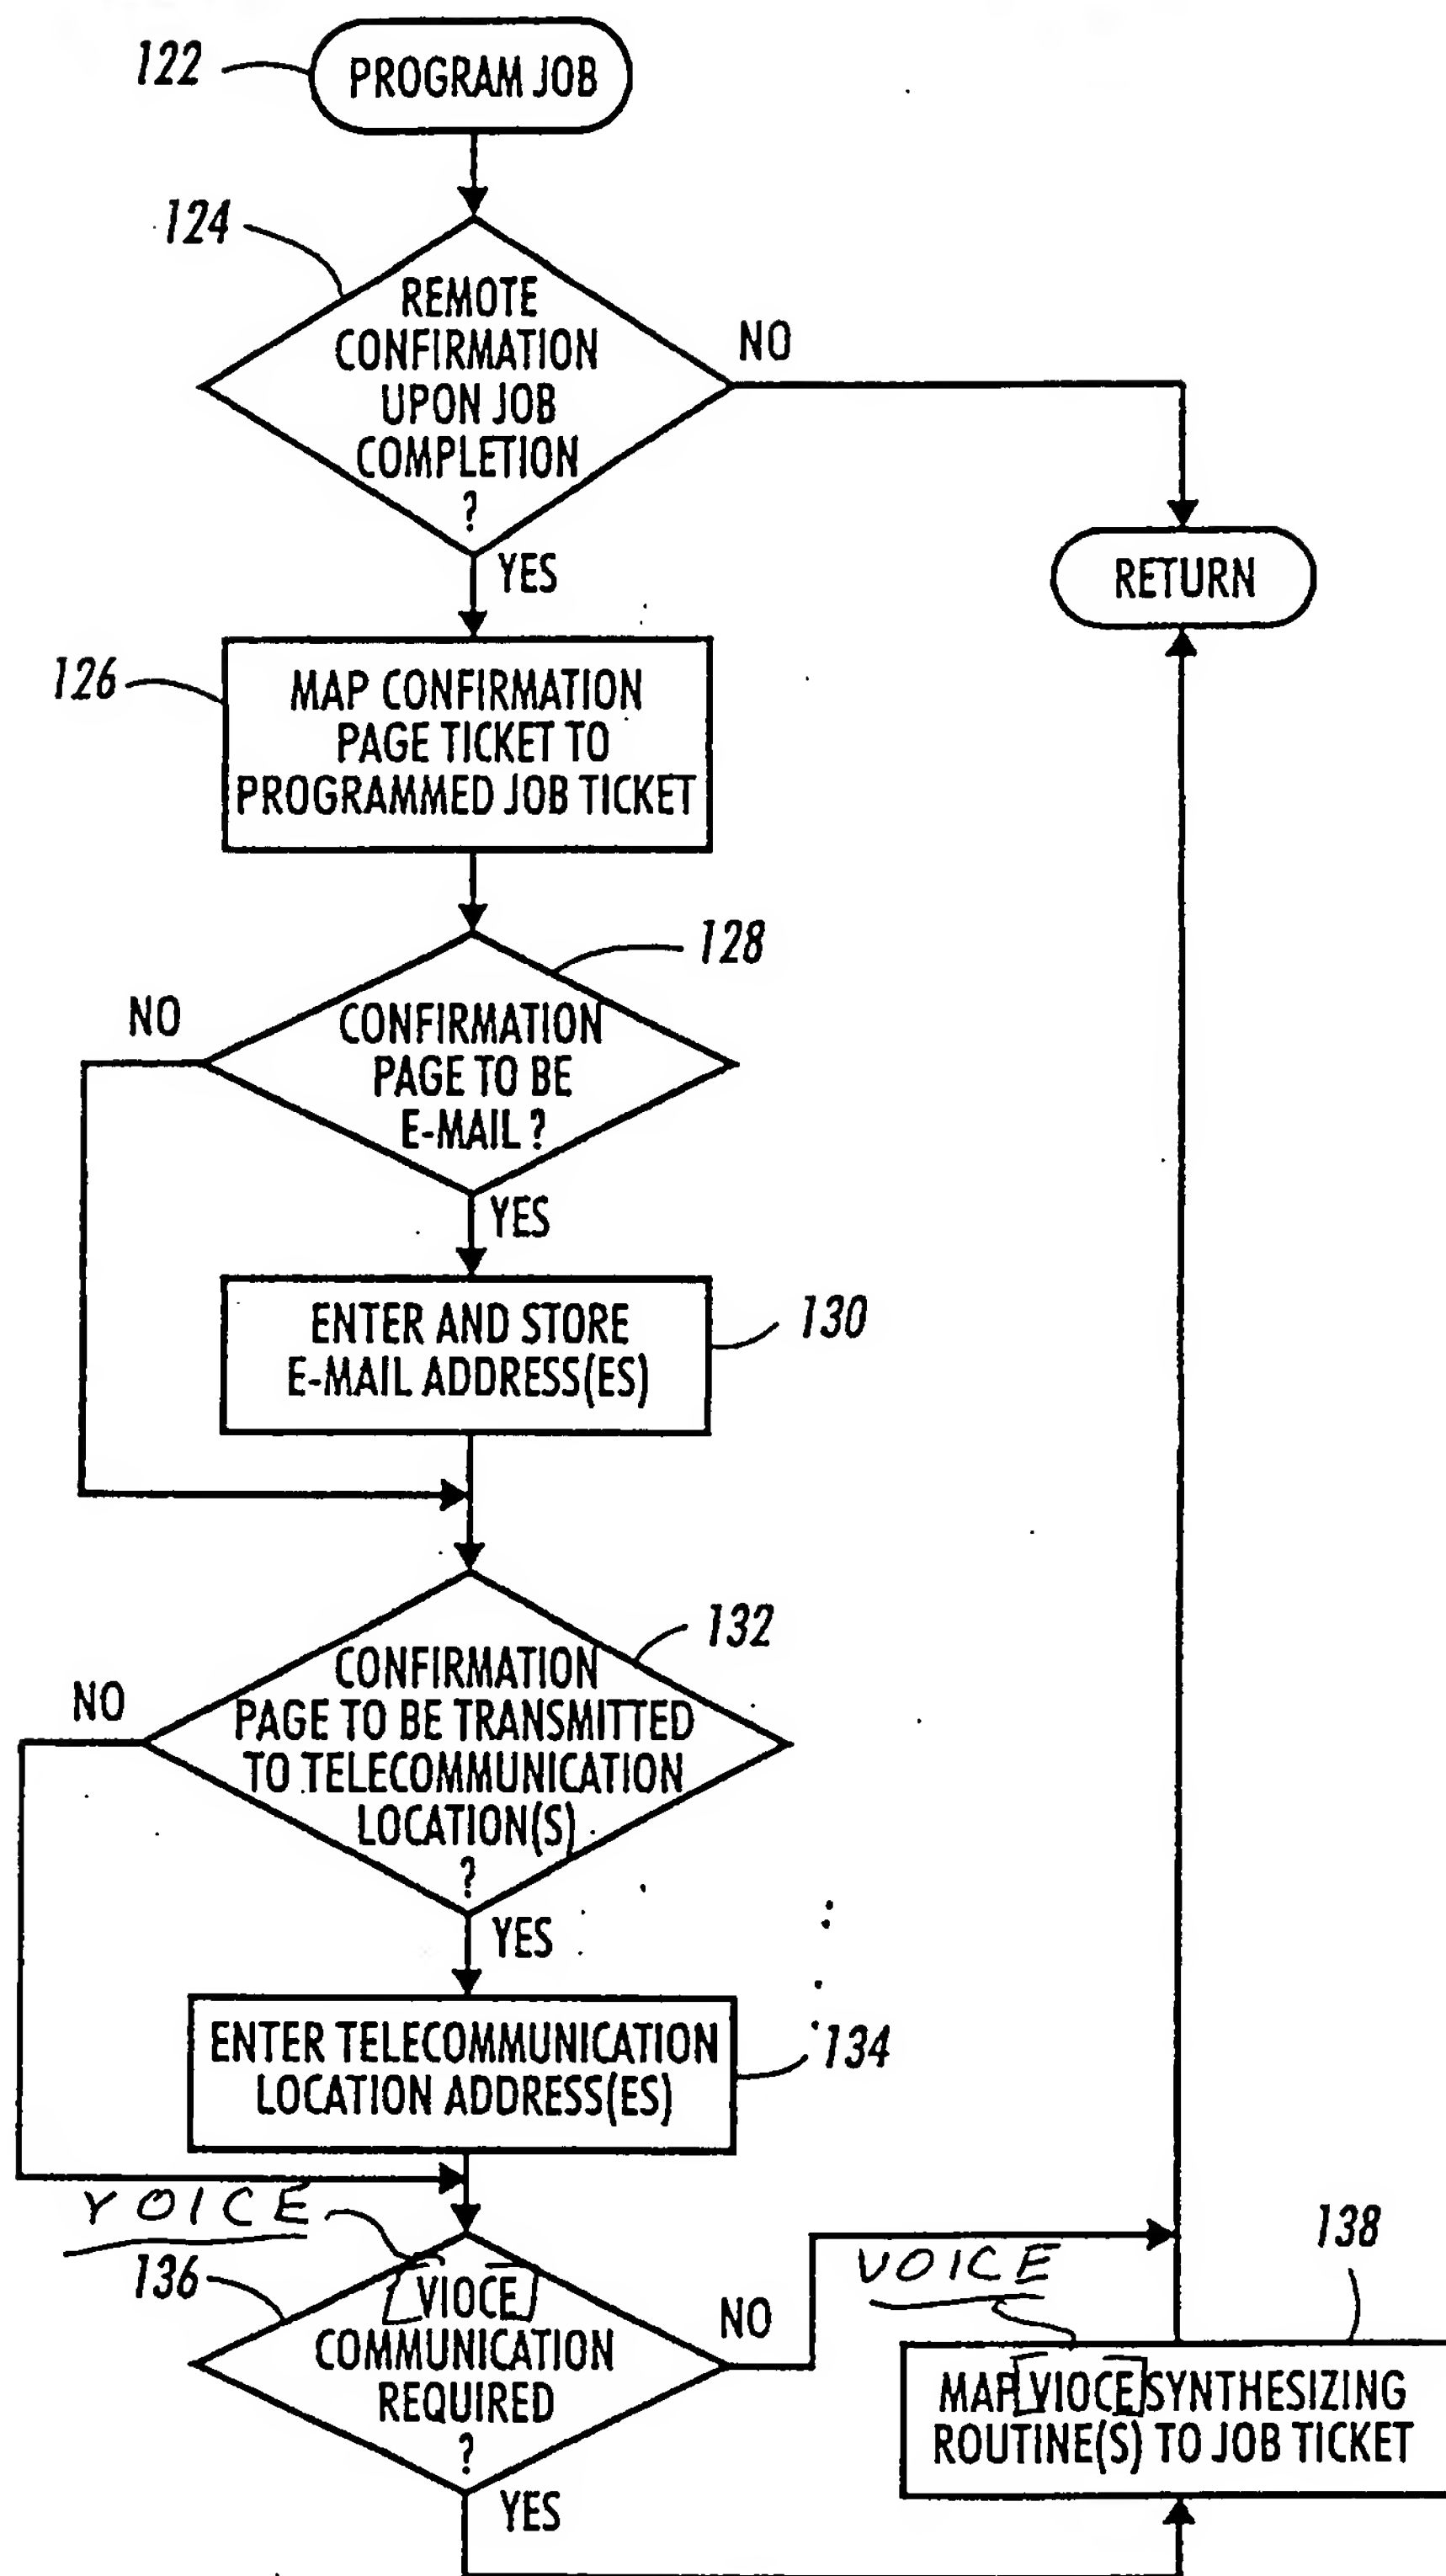 122
PROGRAM JOB
124
REMOTE
CONFIRMATION
UPON JOB
COMPLETION
?
NO
YES
RETURN
126
MAP CONFIRMATION
PAGE TICKET TO
PROGRAMMED JOB TICKET
128
NO
CONFIRMATION
PAGE TO BE
E-MAIL ?
YES
130
ENTER AND STORE
E-MAIL ADDRESS(ES)
132
NO
CONFIRMATION
PAGE TO BE TRANSMITTED
TO TELECOMMUNICATION
LOCATION(S)
?
YES
ENTER TELECOMMUNICATION
LOCATION ADDRESS(ES)
134
VOICE
136
[VIOCE]
COMMUNICATION
REQUIRED
?
NO
YES
VOICE
138
MAP [VIOCE] SYNTHESIZING
ROUTINE(S) TO JOB TICKET